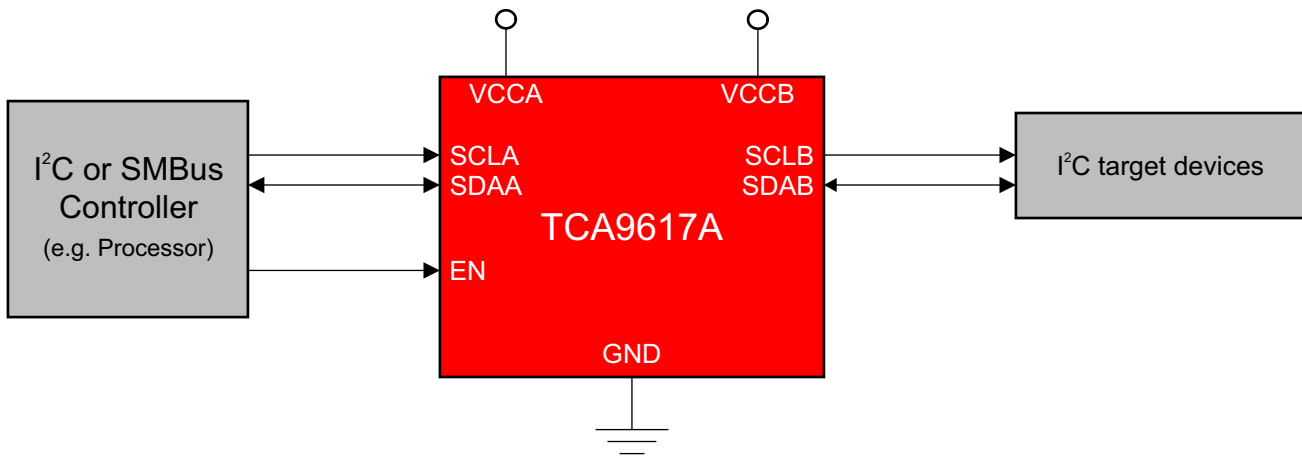 VCCA
VCCB
I²C or SMBus
Controller
(e.g. Processor)
SCLA
SDAA
EN
TCA9617A
SCLB
SDAB
GND
I²C target devices